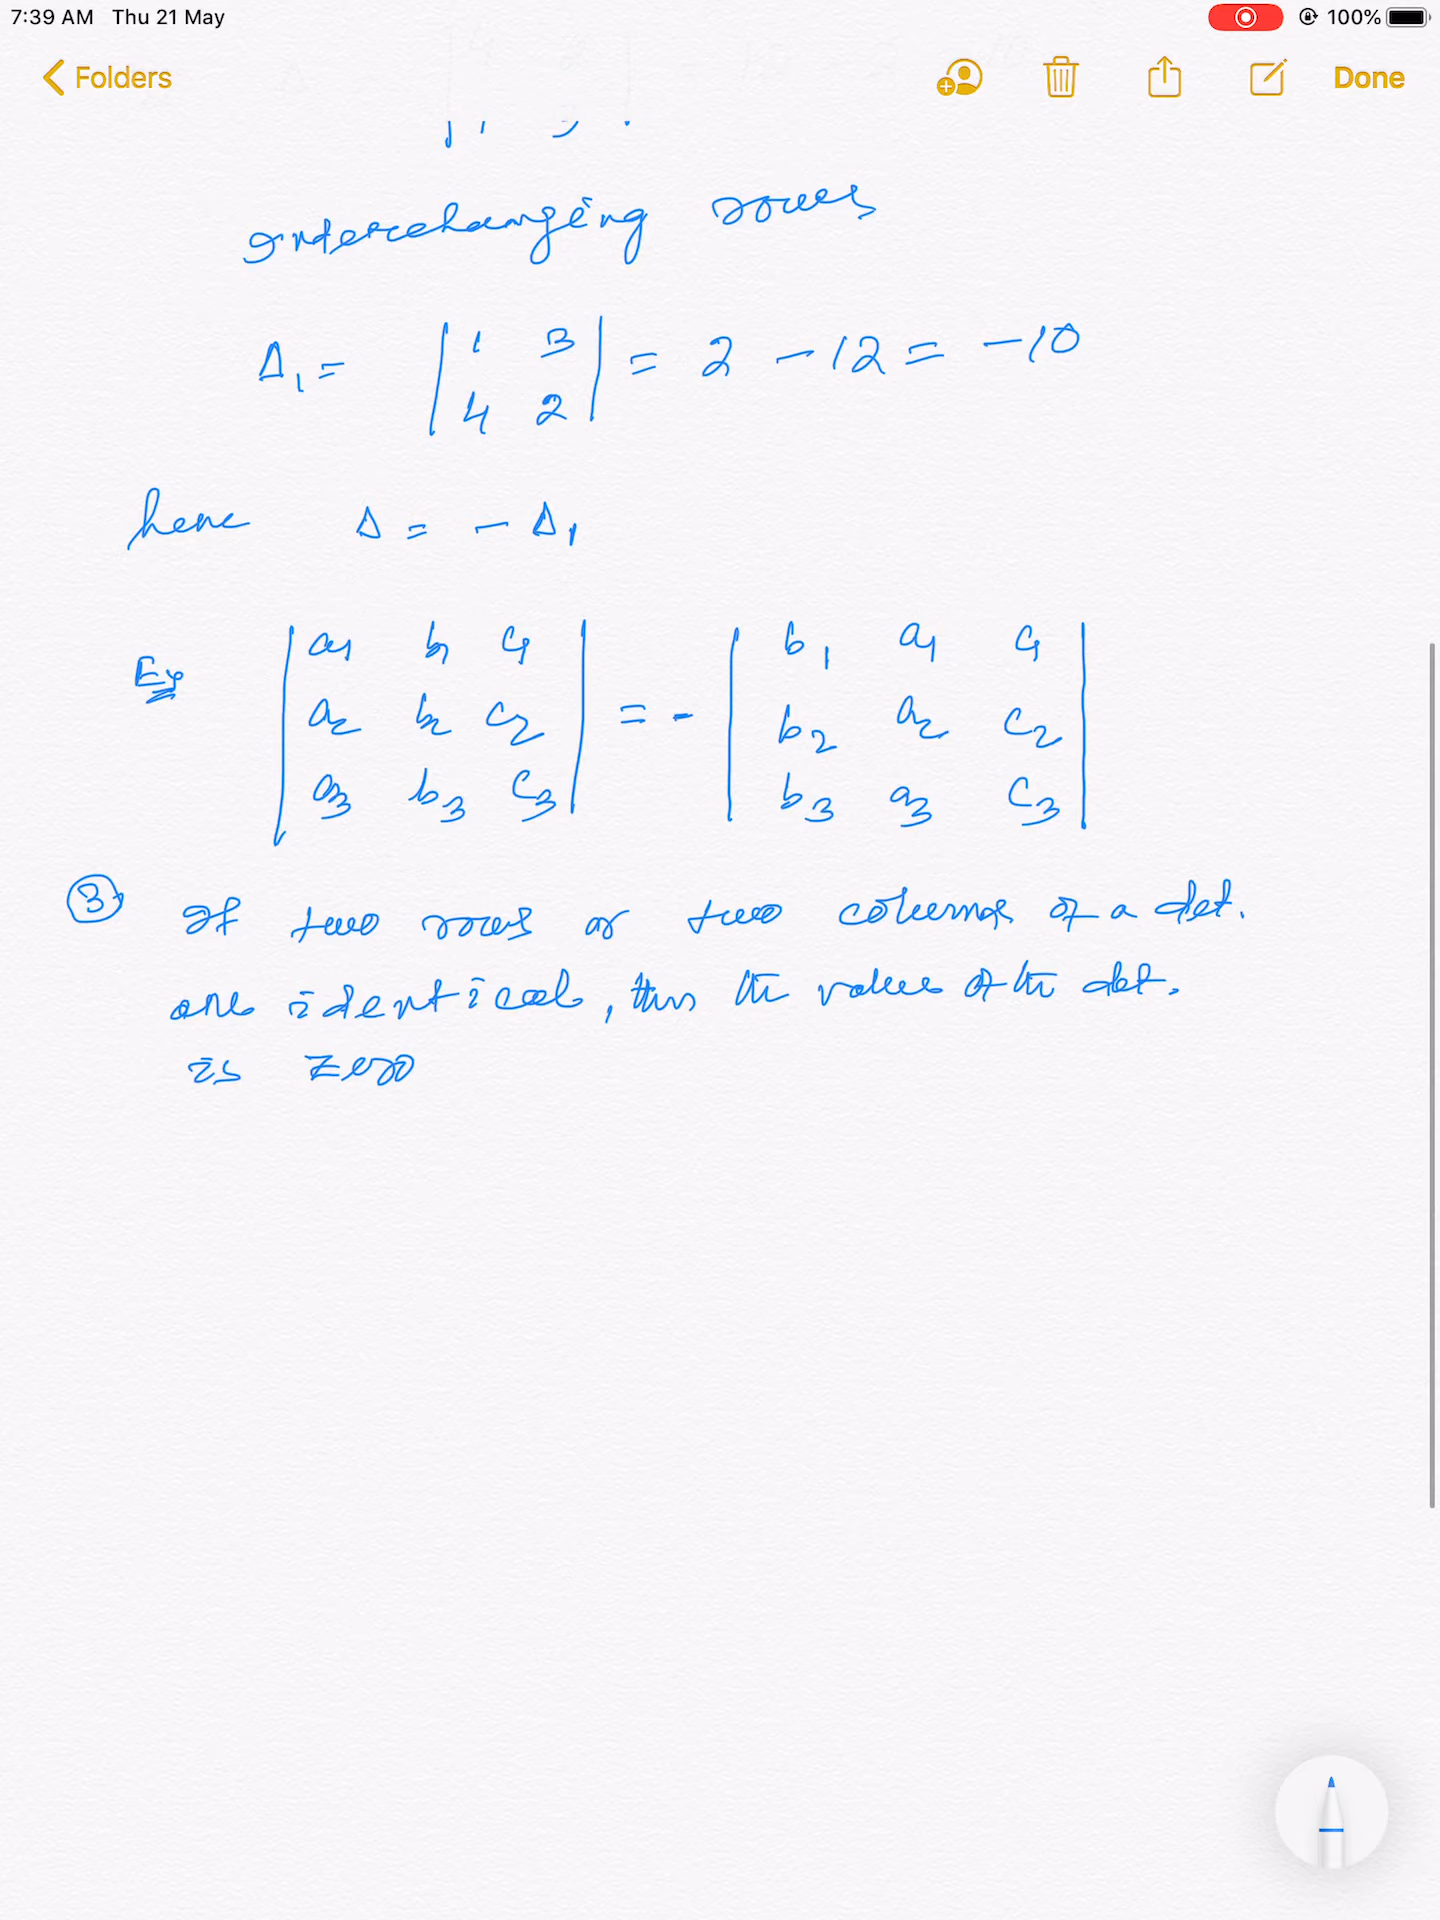 7:39 AM Thu 21 May 100%
Folders Done
interchanging rows
Δ₁ = | 1 3 | = 2 - 12 = -10
| 4 2 |
here Δ = - Δ₁
Ex | a₁ b₁ c₁ | | b₁ a₁ c₁ |
| a₂ b₂ c₂ | = - | b₂ a₂ c₂ |
| a₃ b₃ c₃ | | b₃ a₃ c₃ |
③ If two rows or two columns of a det.
are identical, then the value of the det.
is zero